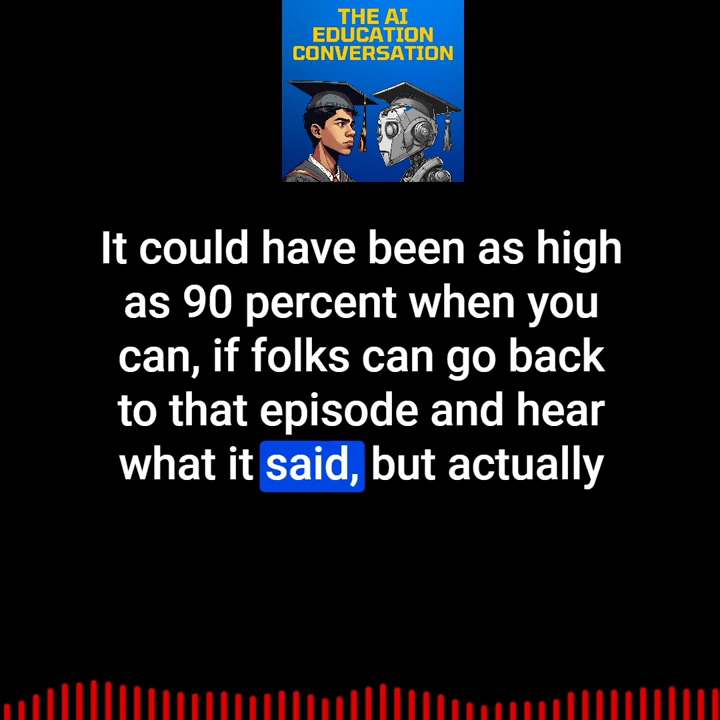 THE AI
EDUCATION
CONVERSATION
It could have been as high
as 90 percent when you
can, if folks can go back
to that episode and hear
what it said, but actually